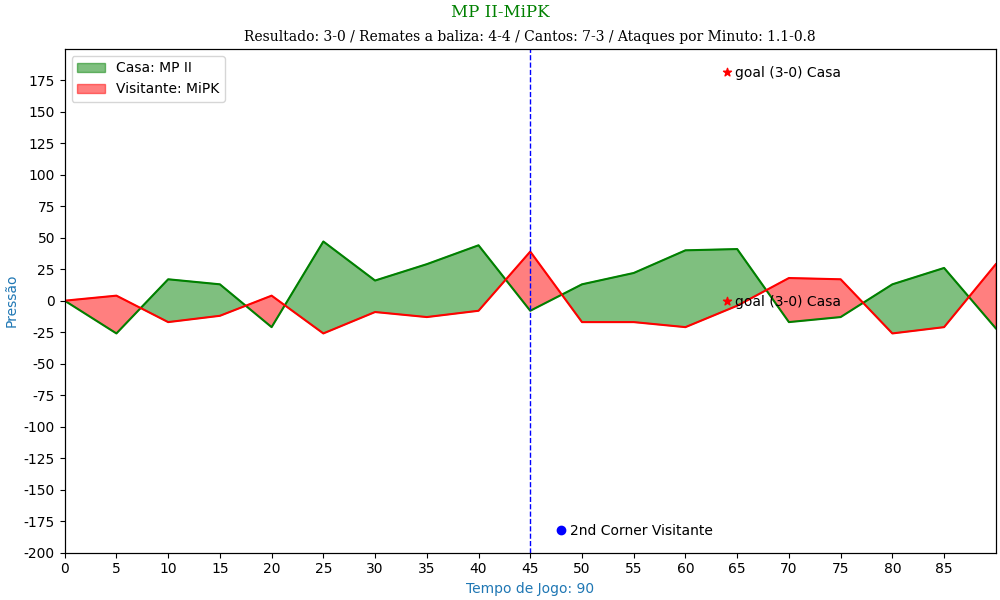 MP II-MiPK
Resultado: 3-0 / Remates a baliza: 4-4 / Cantos: 7-3 / Ataques por Minuto: 1.1-0.8
Casa: MP II
Visitante: MiPK
goal (3-0) Casa
goal (3-0) Casa
2nd Corner Visitante
Pressão
175
150
125
100
75
50
25
0
-25
-50
-75
-100
-125
-150
-175
-200
0 5 10 15 20 25 30 35 40 45 50 55 60 65 70 75 80 85
Tempo de Jogo: 90